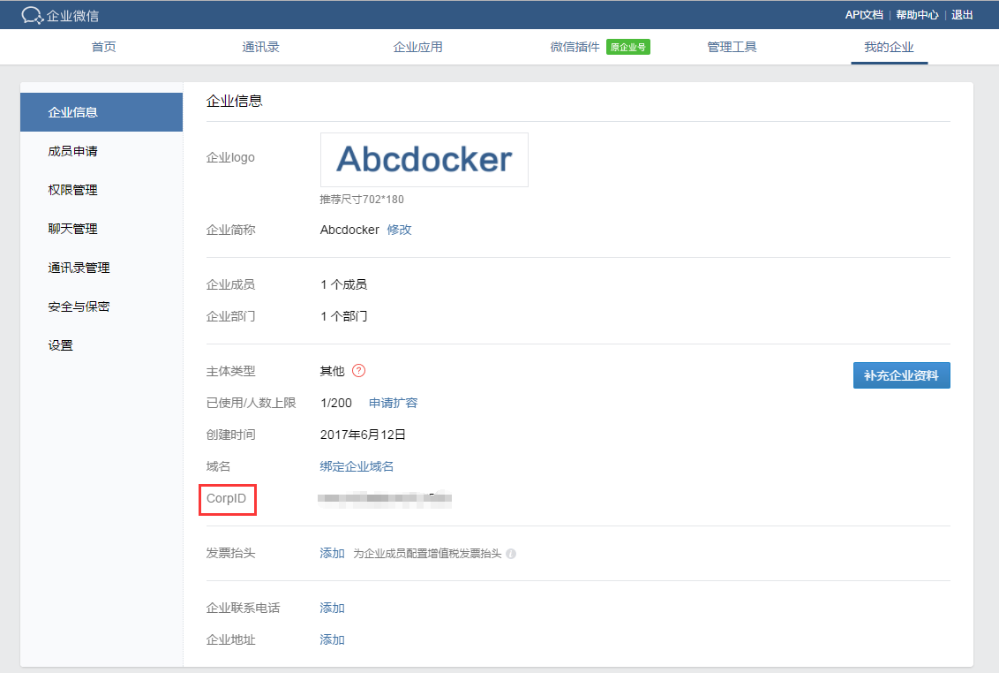 企业微信
API文档 | 帮助中心 | 退出
首页 通讯录 企业应用 微信插件 原企业号 管理工具 我的企业
企业信息
成员申请
权限管理
聊天管理
通讯录管理
安全与保密
设置
企业信息
企业logo Abcdocker
推荐尺寸702*180
企业简称 Abcdocker 修改
企业成员 1 个成员
企业部门 1 个部门
主体类型 其他 ?
补充企业资料
已使用/人数上限 1/200 申请扩容
创建时间 2017年6月12日
域名 绑定企业域名
CorpID
发票抬头 添加 为企业成员配置增值税发票抬头 i
企业联系电话 添加
企业地址 添加